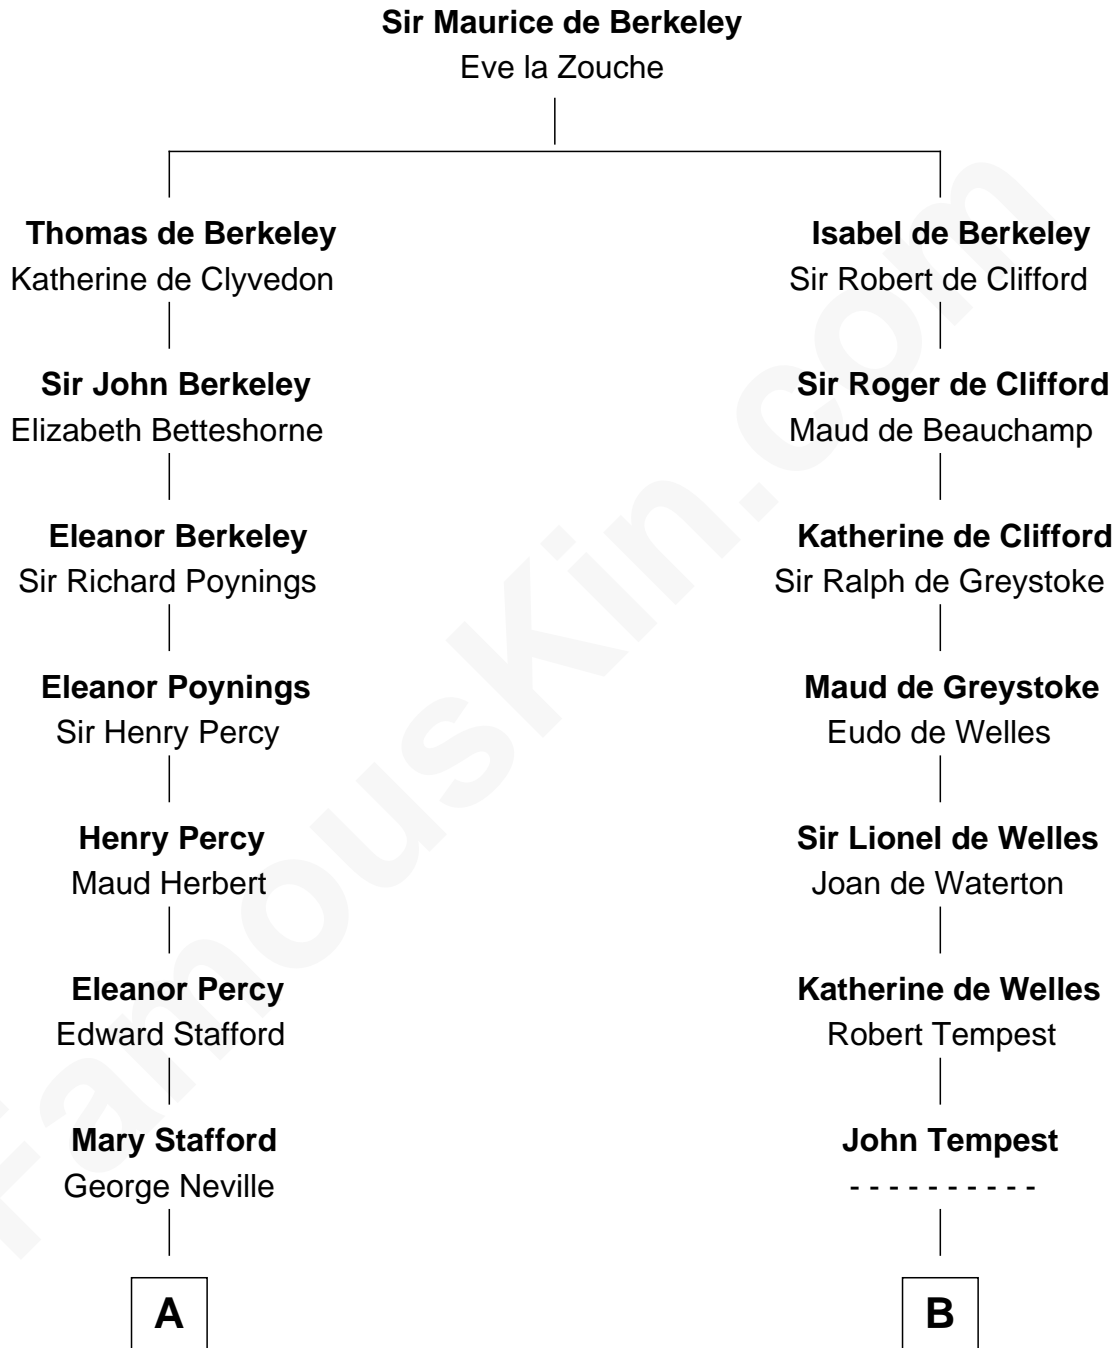 Sir Maurice de Berkeley
Eve la Zouche
Thomas de Berkeley
Katherine de Clyvedon
Isabel de Berkeley
Sir Robert de Clifford
Sir John Berkeley
Elizabeth Betteshorne
Sir Roger de Clifford
Maud de Beauchamp
Eleanor Berkeley
Sir Richard Poynings
Katherine de Clifford
Sir Ralph de Greystoke
Eleanor Poynings
Sir Henry Percy
Maud de Greystoke
Eudo de Welles
Henry Percy
Maud Herbert
Sir Lionel de Welles
Joan de Waterton
Eleanor Percy
Edward Stafford
Katherine de Welles
Robert Tempest
Mary Stafford
George Neville
John Tempest
- - - - - - - - - -
A
B
FamousKin.com